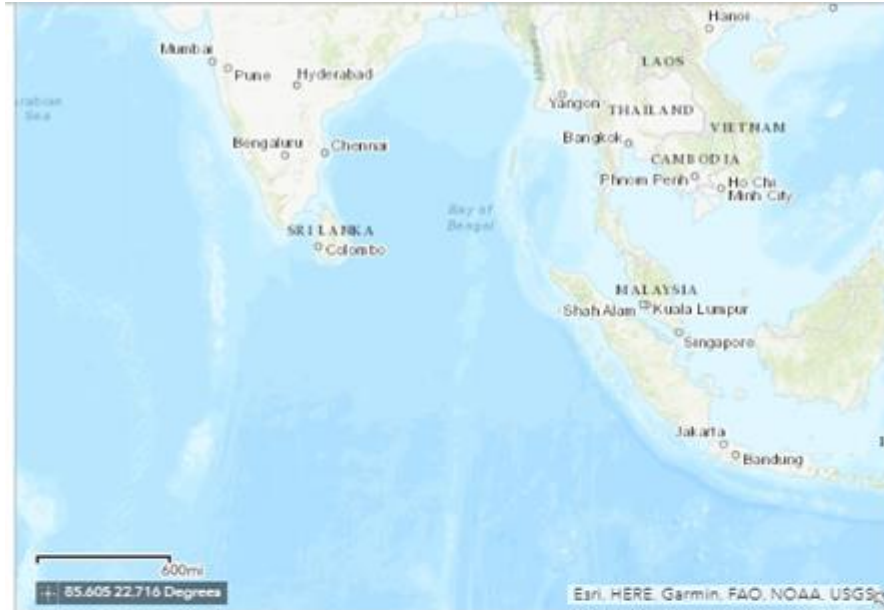 Hanoi
Mumbai
Pune
Hyderabad
LAOS
Arabian
Sea
Yangon
THAILAND
VIETNAM
Bengaluru
Chennai
Bangkok
CAMBODIA
Phnom Penh
Ho Chi
Minh City
Bay of
Bengal
SRI LANKA
Colombo
MALAYSIA
Shah Alam
Kuala Lumpur
Singapore
Jakarta
Bandung
600mi
85.605 22.716 Degrees
Esri, HERE, Garmin, FAO, NOAA, USGS